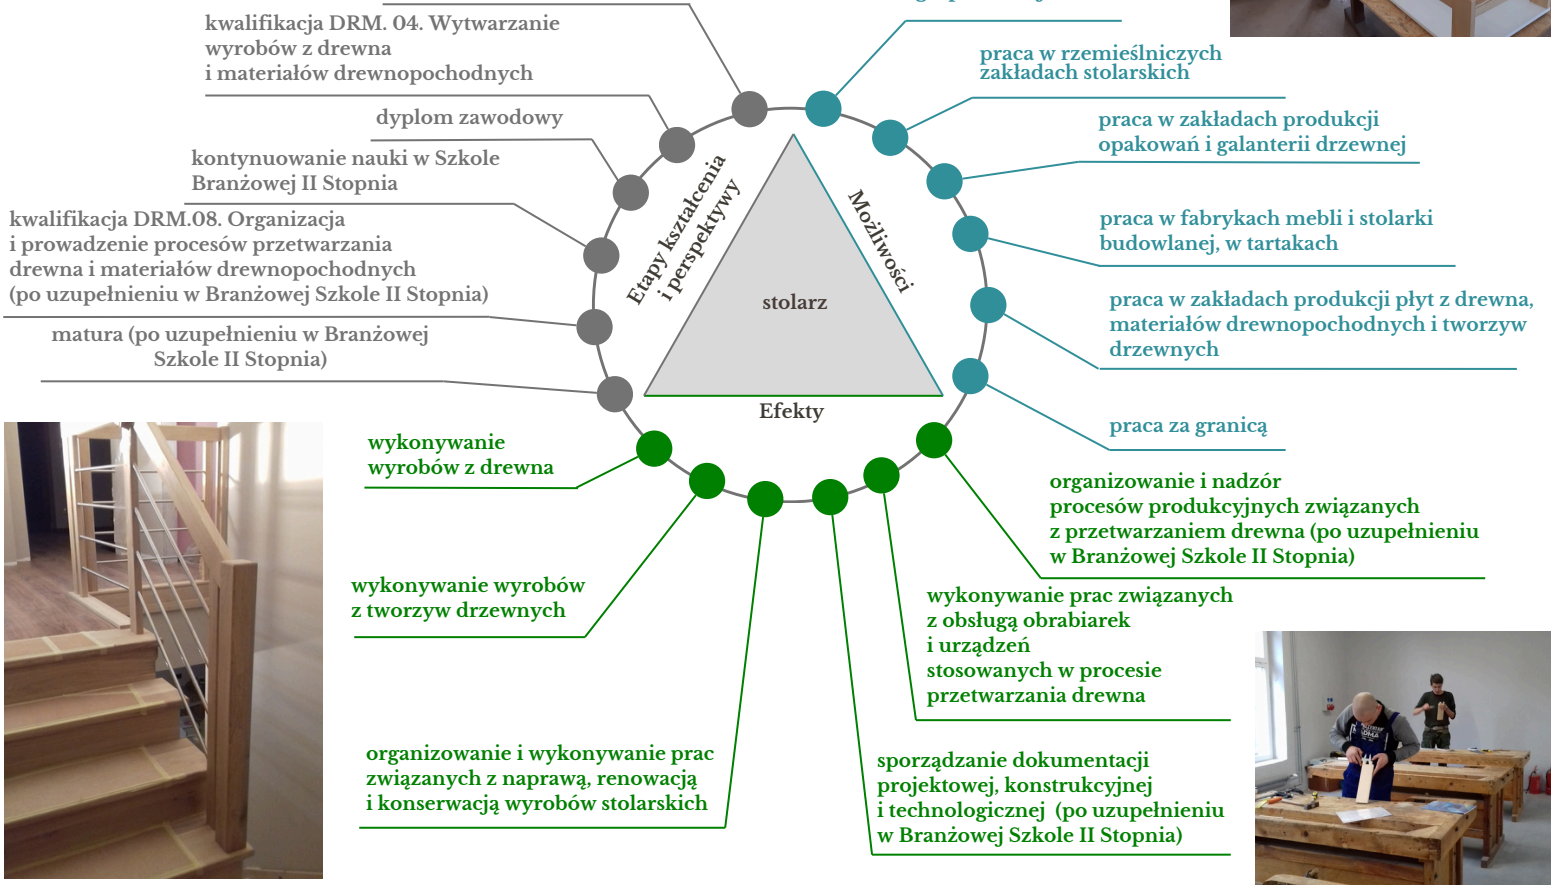 kwalifikacja DRM. 04. Wytwarzanie
wyrobów z drewna
i materiałów drewnopochodnych
dyplom zawodowy
kontynuowanie nauki w Szkole
Branżowej II Stopnia
kwalifikacja DRM.08. Organizacja
i prowadzenie procesów przetwarzania
drewna i materiałów drewnopochodnych
(po uzupełnieniu w Branżowej Szkole II Stopnia)
matura (po uzupełnieniu w Branżowej
Szkole II Stopnia)
Etapy kształcenia
i perspektywy
Możliwości
stolarz
Efekty
praca w rzemieślniczych
zakładach stolarskich
praca w zakładach produkcji
opakowań i galanterii drzewnej
praca w fabrykach mebli i stolarki
budowlanej, w tartakach
praca w zakładach produkcji płyt z drewna,
materiałów drewnopochodnych i tworzyw
drzewnych
praca za granicą
wykonywanie
wyrobów z drewna
wykonywanie wyrobów
z tworzyw drzewnych
organizowanie i wykonywanie prac
związanych z naprawą, renowacją
i konserwacją wyrobów stolarskich
sporządzanie dokumentacji
projektowej, konstrukcyjnej
i technologicznej (po uzupełnieniu
w Branżowej Szkole II Stopnia)
wykonywanie prac związanych
z obsługą obrabiarek
i urządzeń
stosowanych w procesie
przetwarzania drewna
organizowanie i nadzór
procesów produkcyjnych związanych
z przetwarzaniem drewna (po uzupełnieniu
w Branżowej Szkole II Stopnia)